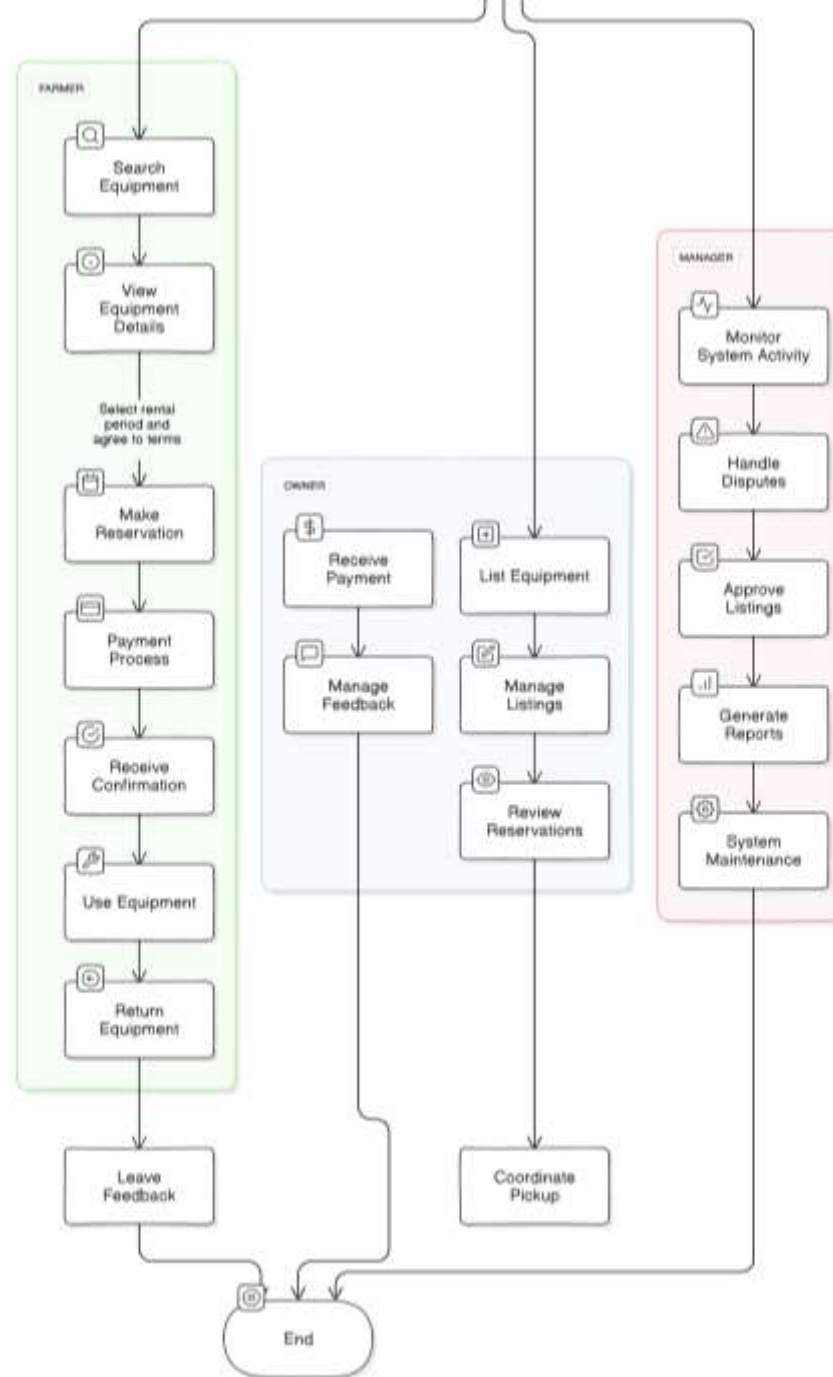 FARMER
Search
Equipment
View
Equipment
Details
Select rental
period and
agree to terms
Make
Reservation
Payment
Process
Receive
Confirmation
Use Equipment
Return
Equipment
Leave
Feedback
OWNER
Receive
Payment
Manage
Feedback
List Equipment
Manage
Listings
Review
Reservations
Coordinate
Pickup
MANAGER
Monitor
System Activity
Handle
Disputes
Approve
Listings
Generate
Reports
System
Maintenance
End